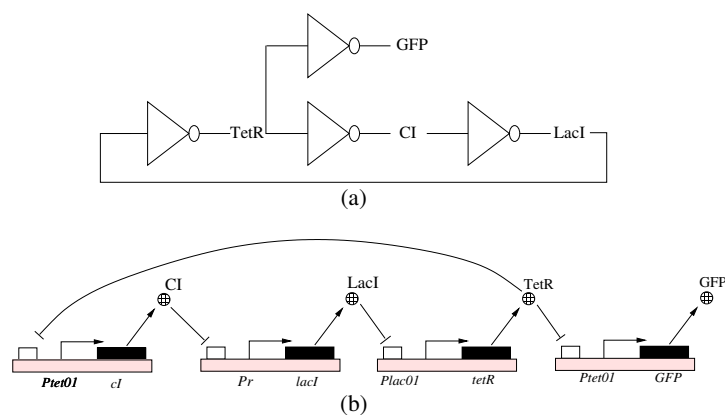 GFP
TetR
CI
LacI
(a)
CI
LacI
TetR
GFP
Ptet01 cI
Pr lacI
Plac01 tetR
Ptet01 GFP
(b)